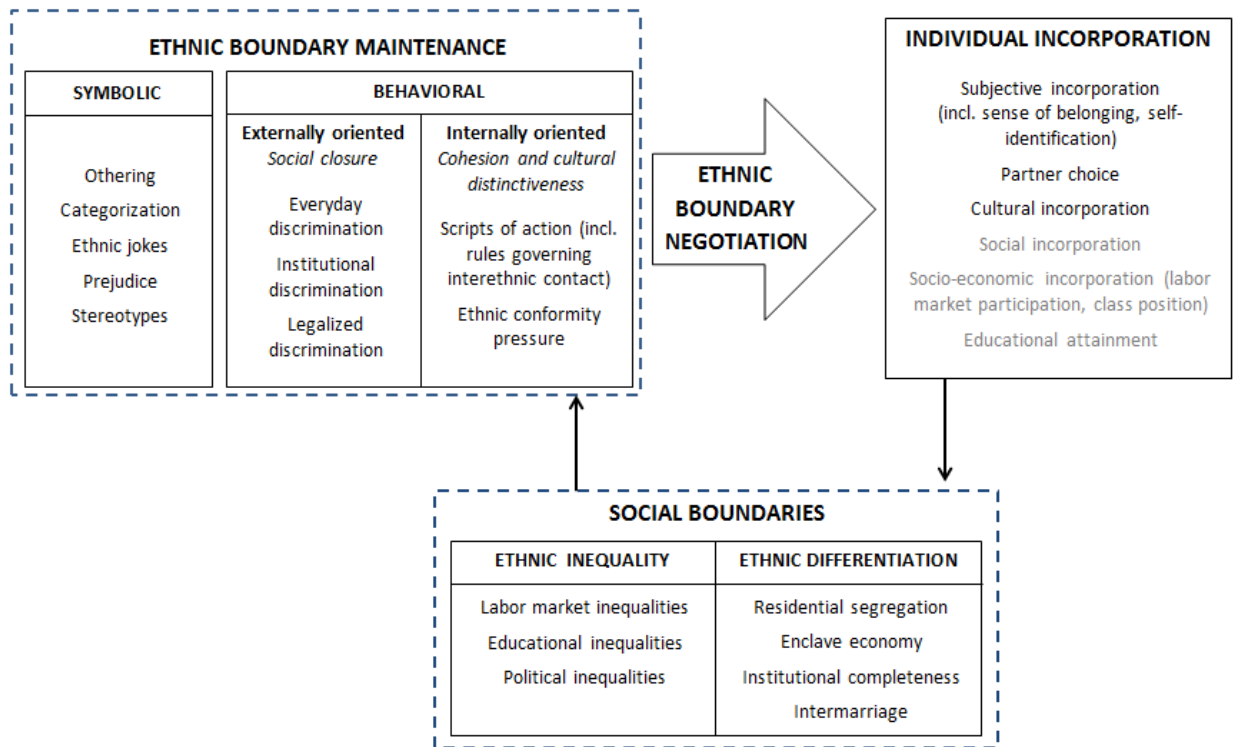 ETHNIC BOUNDARY MAINTENANCE
SYMBOLIC
Othering
Categorization
Ethnic jokes
Prejudice
Stereotypes
BEHAVIORAL
Externally oriented
Social closure
Everyday
discrimination
Institutional
discrimination
Legalized
discrimination
Internally oriented
Cohesion and cultural
distinctiveness
Scripts of action (incl.
rules governing
interethnic contact)
Ethnic conformity
pressure
ETHNIC
BOUNDARY
NEGOTIATION
INDIVIDUAL INCORPORATION
Subjective incorporation
(incl. sense of belonging, self-
identification)
Partner choice
Cultural incorporation
Social incorporation
Socio-economic incorporation (labor
market participation, class position)
Educational attainment
SOCIAL BOUNDARIES
ETHNIC INEQUALITY
Labor market inequalities
Educational inequalities
Political inequalities
ETHNIC DIFFERENTIATION
Residential segregation
Enclave economy
Institutional completeness
Intermarriage